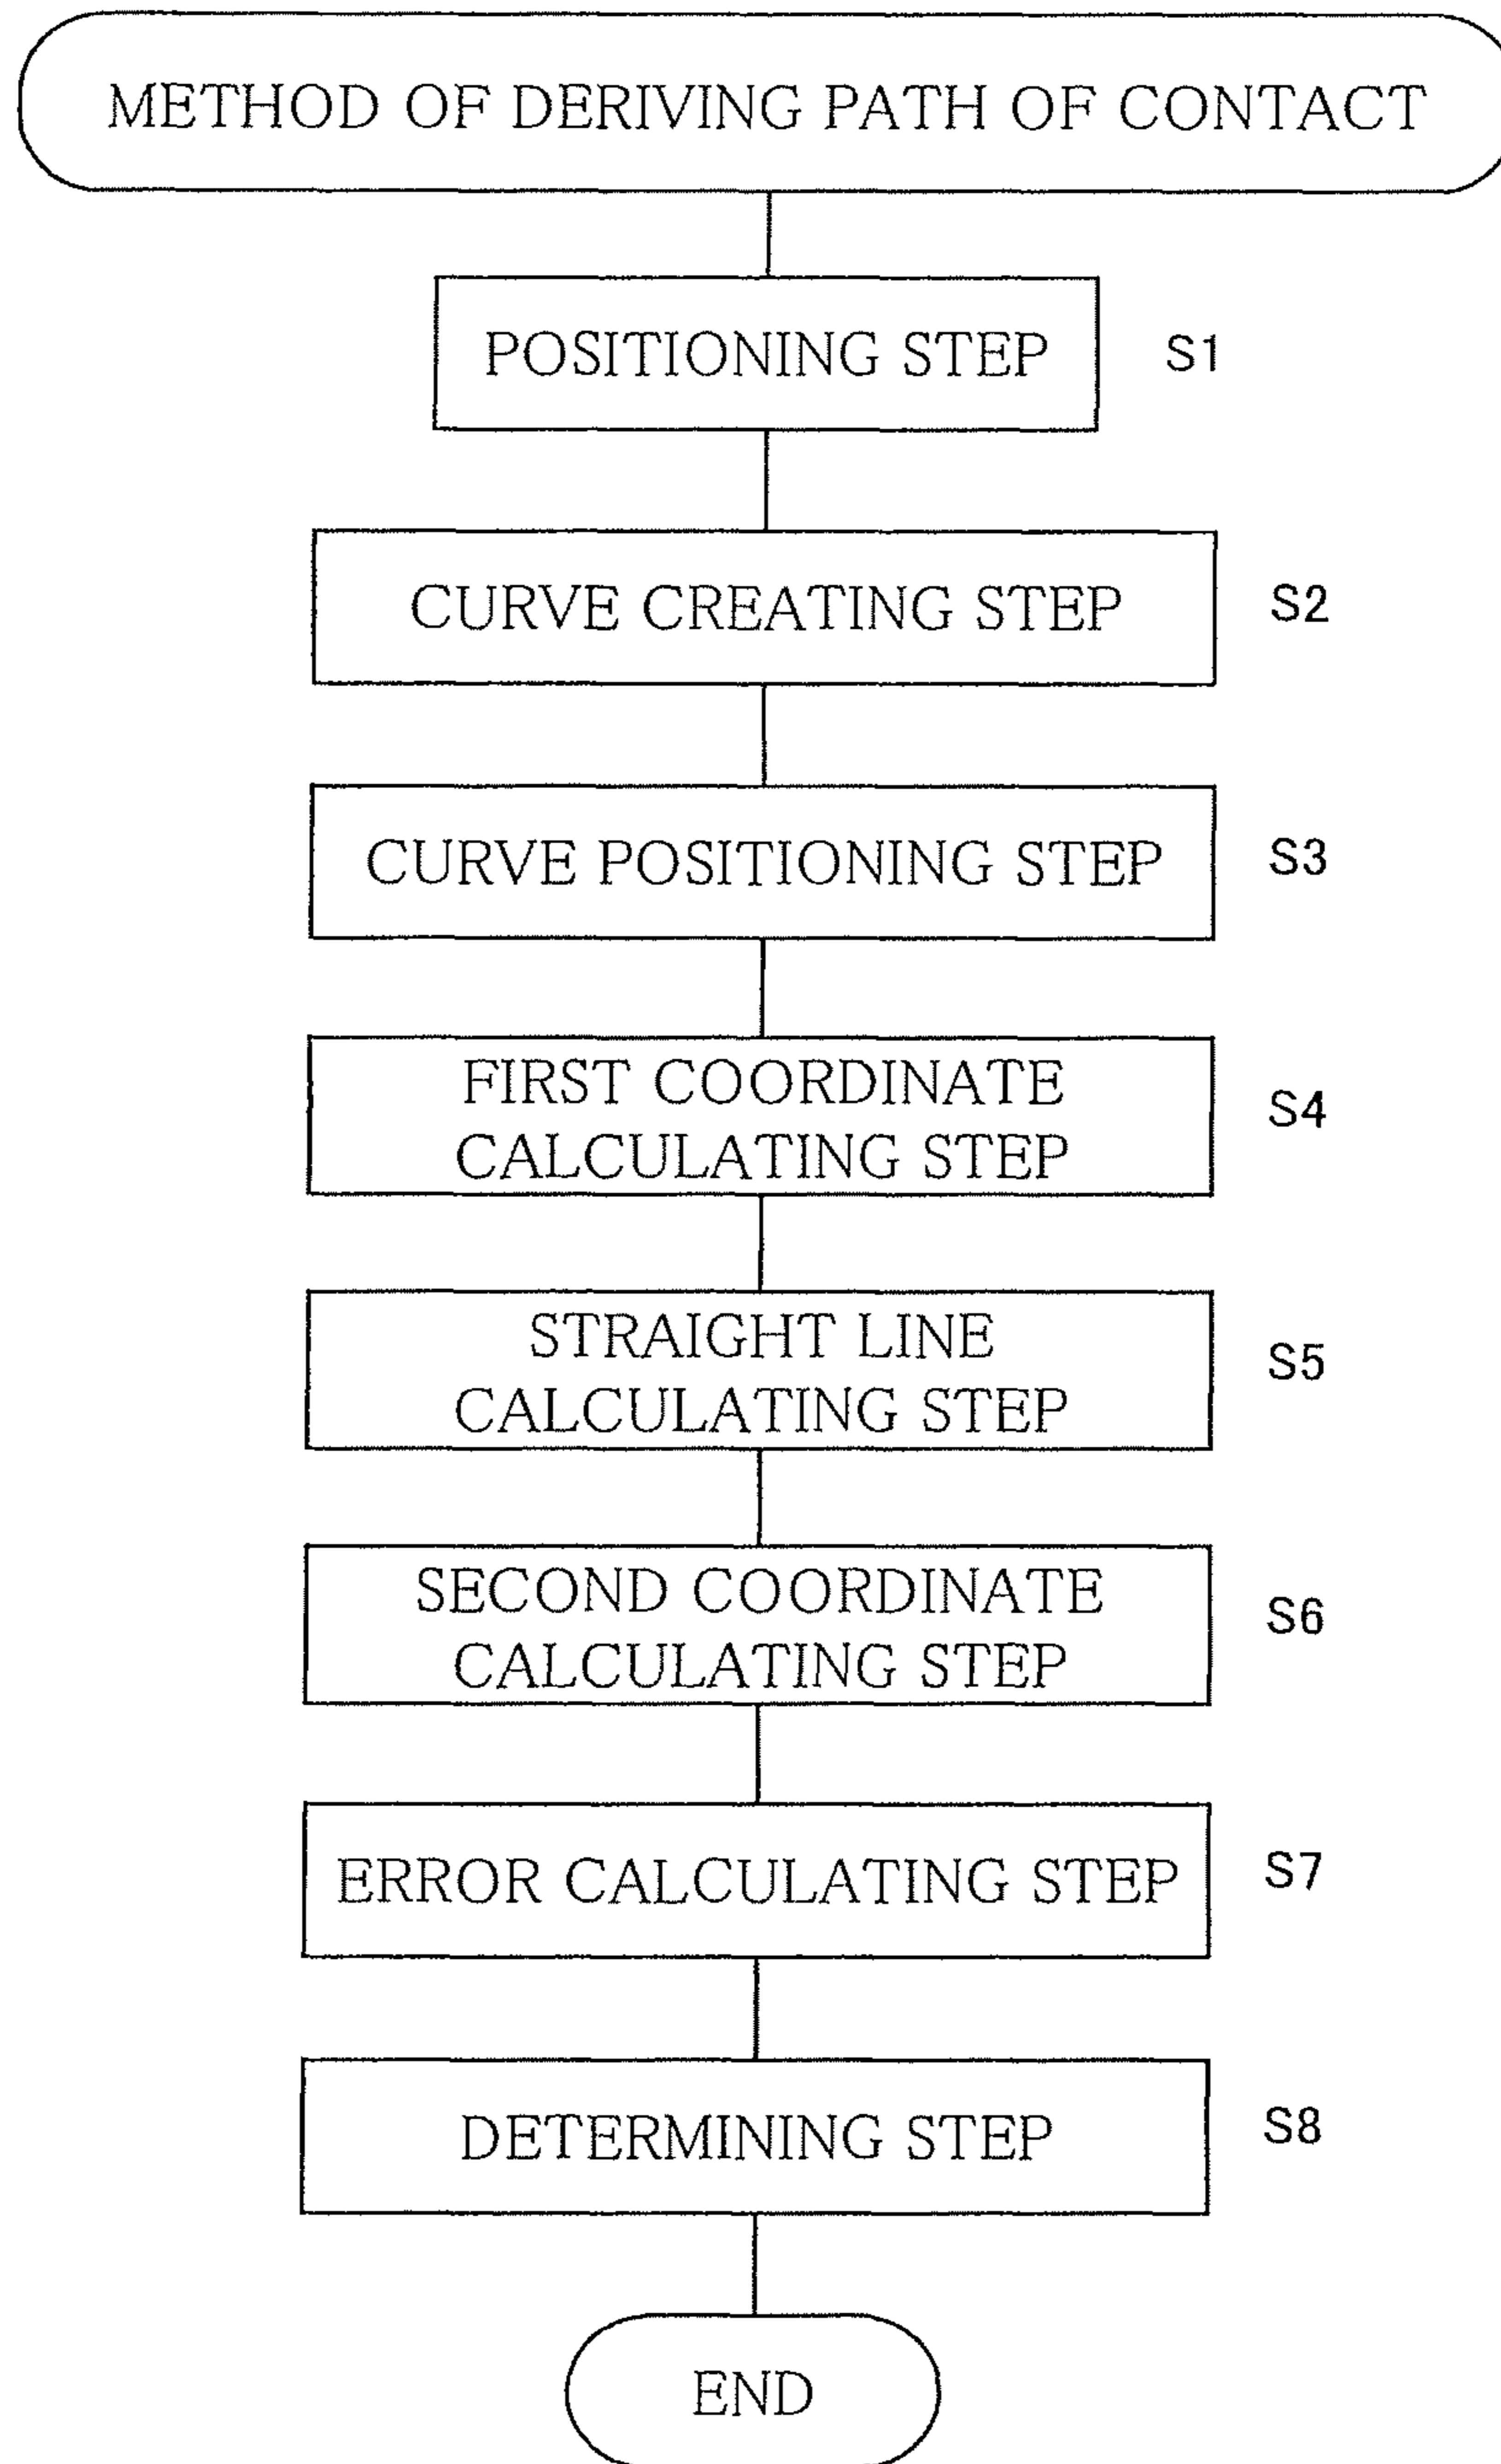 METHOD OF DERIVING PATH OF CONTACT
POSITIONING STEP S1
CURVE CREATING STEP S2
CURVE POSITIONING STEP S3
FIRST COORDINATE
CALCULATING STEP S4
STRAIGHT LINE
CALCULATING STEP S5
SECOND COORDINATE
CALCULATING STEP S6
ERROR CALCULATING STEP S7
DETERMINING STEP S8
END